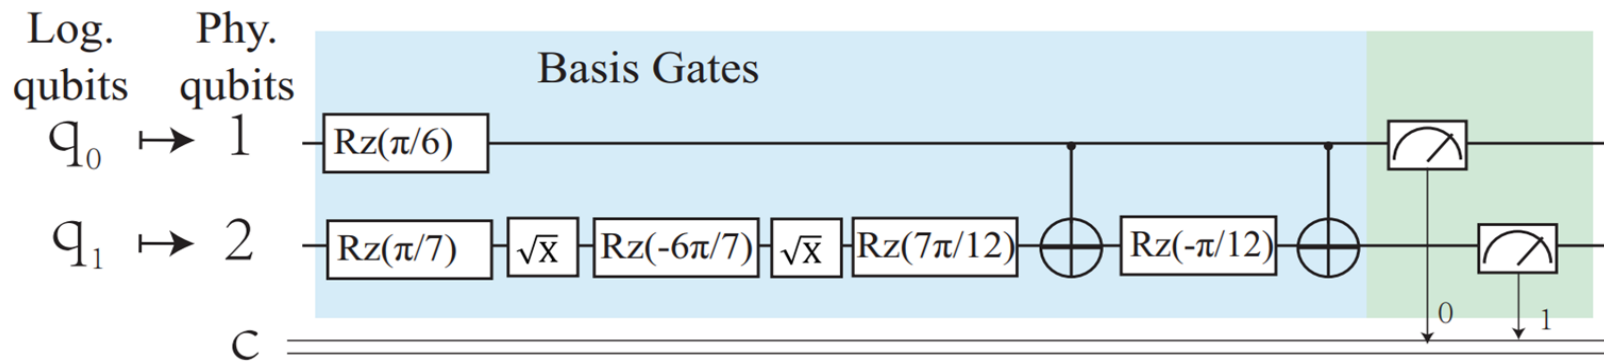 Log. Phy.
qubits qubits
Basis Gates
q₀ ↦ 1 Rz(π/6)
q₁ ↦ 2 Rz(π/7) √x Rz(-6π/7) √x Rz(7π/12) Rz(-π/12)
0 1
C